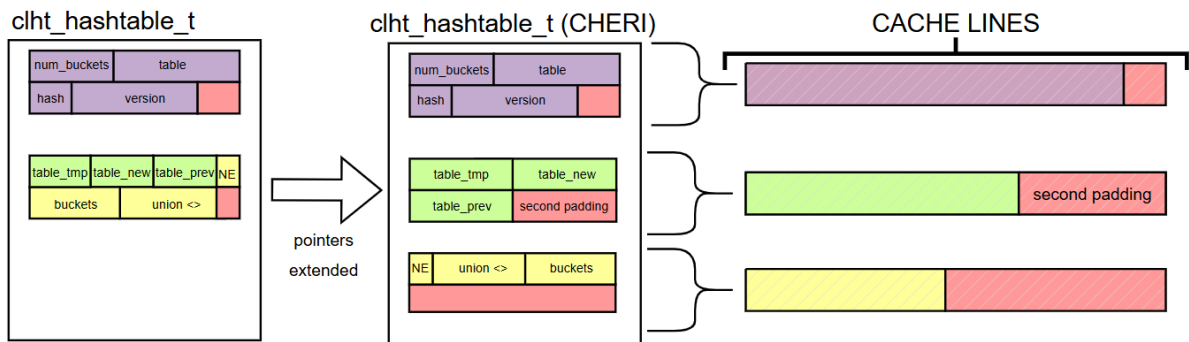 clht_hashtable_t
num_buckets table
hash version
table_tmp table_new table_prev NE
buckets union <>
pointers
extended
clht_hashtable_t (CHERI)
num_buckets table
hash version
table_tmp table_new
table_prev second padding
NE union <> buckets
CACHE LINES
second padding